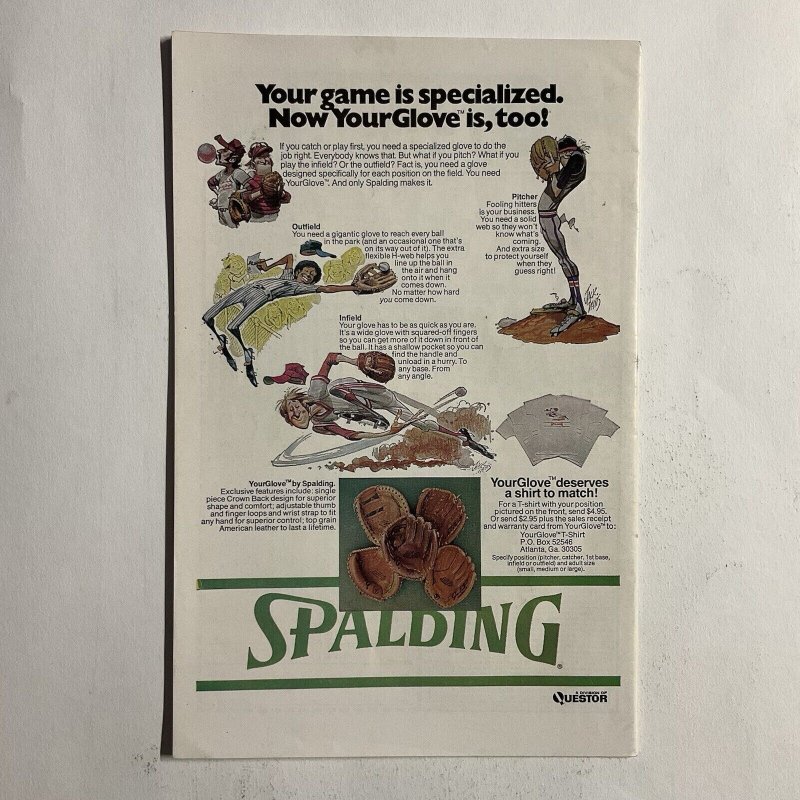 Your game is specialized.
Now YourGlove™ is, too!
If you catch or play first, you need a specialized glove to do the
job right. Everybody knows that. But what if you pitch? What if you
play the infield? Or the outfield? Fact is, you need a glove
designed specifically for each position on the field. You need
YourGlove™. And only Spalding makes it.
Pitcher
Fooling hitters
is your business.
You need a solid
web so they won't
know what's
coming.
And extra size
to protect yourself
when they
guess right!
Outfield
You need a gigantic glove to reach every ball
in the park (and an occasional one that's
on its way out of it). The extra
flexible H-web helps you
line up the ball in
the air and hang
onto it when it
comes down.
No matter how hard
you come down.
Infield
Your glove has to be as quick as you are.
It's a wide glove with squared-off fingers
so you can get more of it down in front of
the ball. It has a shallow pocket so you can
find the handle and
unload in a hurry. To
any base. From
any angle.
YourGlove™ by Spalding.
Exclusive features include: single
piece Crown Back design for superior
shape and comfort; adjustable thumb
and finger loops and wrist strap to fit
any hand for superior control; top grain
American leather to last a lifetime.
YourGlove™ deserves
a shirt to match!
For a T-shirt with your position
pictured on the front, send $4.95.
Or send $2.95 plus the sales receipt
and warranty card from YourGlove™ to:
YourGlove™ T-Shirt
P.O. Box 52546
Atlanta, Ga. 30305
Specify position (pitcher, catcher, 1st base,
infield or outfield) and adult size
(small, medium or large).
SPALDING®
A DIVISION OF
QUESTOR